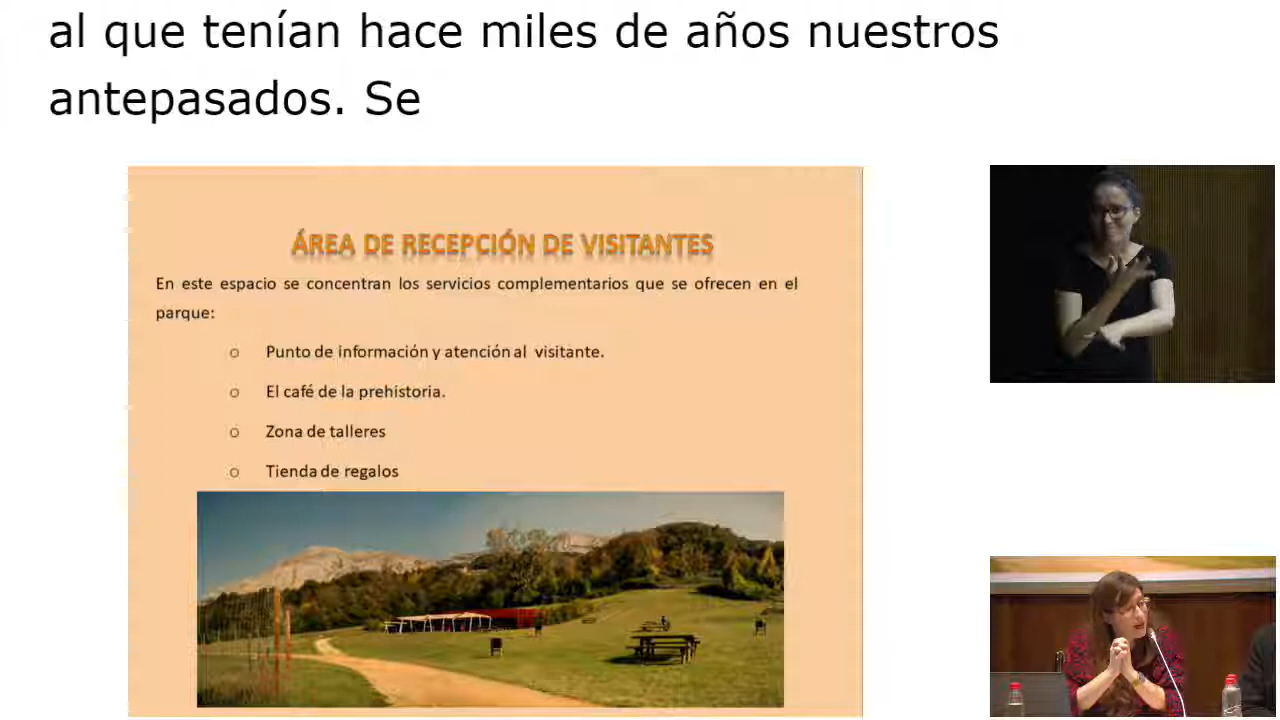 al que tenían hace miles de años nuestros
antepasados. Se
ÁREA DE RECEPCIÓN DE VISITANTES
En este espacio se concentran los servicios complementarios que se ofrecen en el
parque:
o Punto de información y atención al visitante.
o El café de la prehistoria.
o Zona de talleres
o Tienda de regalos